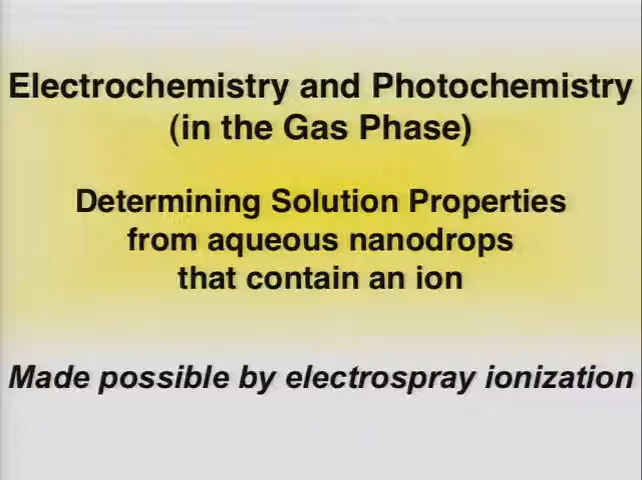 Electrochemistry and Photochemistry
(in the Gas Phase)
Determining Solution Properties
from aqueous nanodrops
that contain an ion
Made possible by electrospray ionization